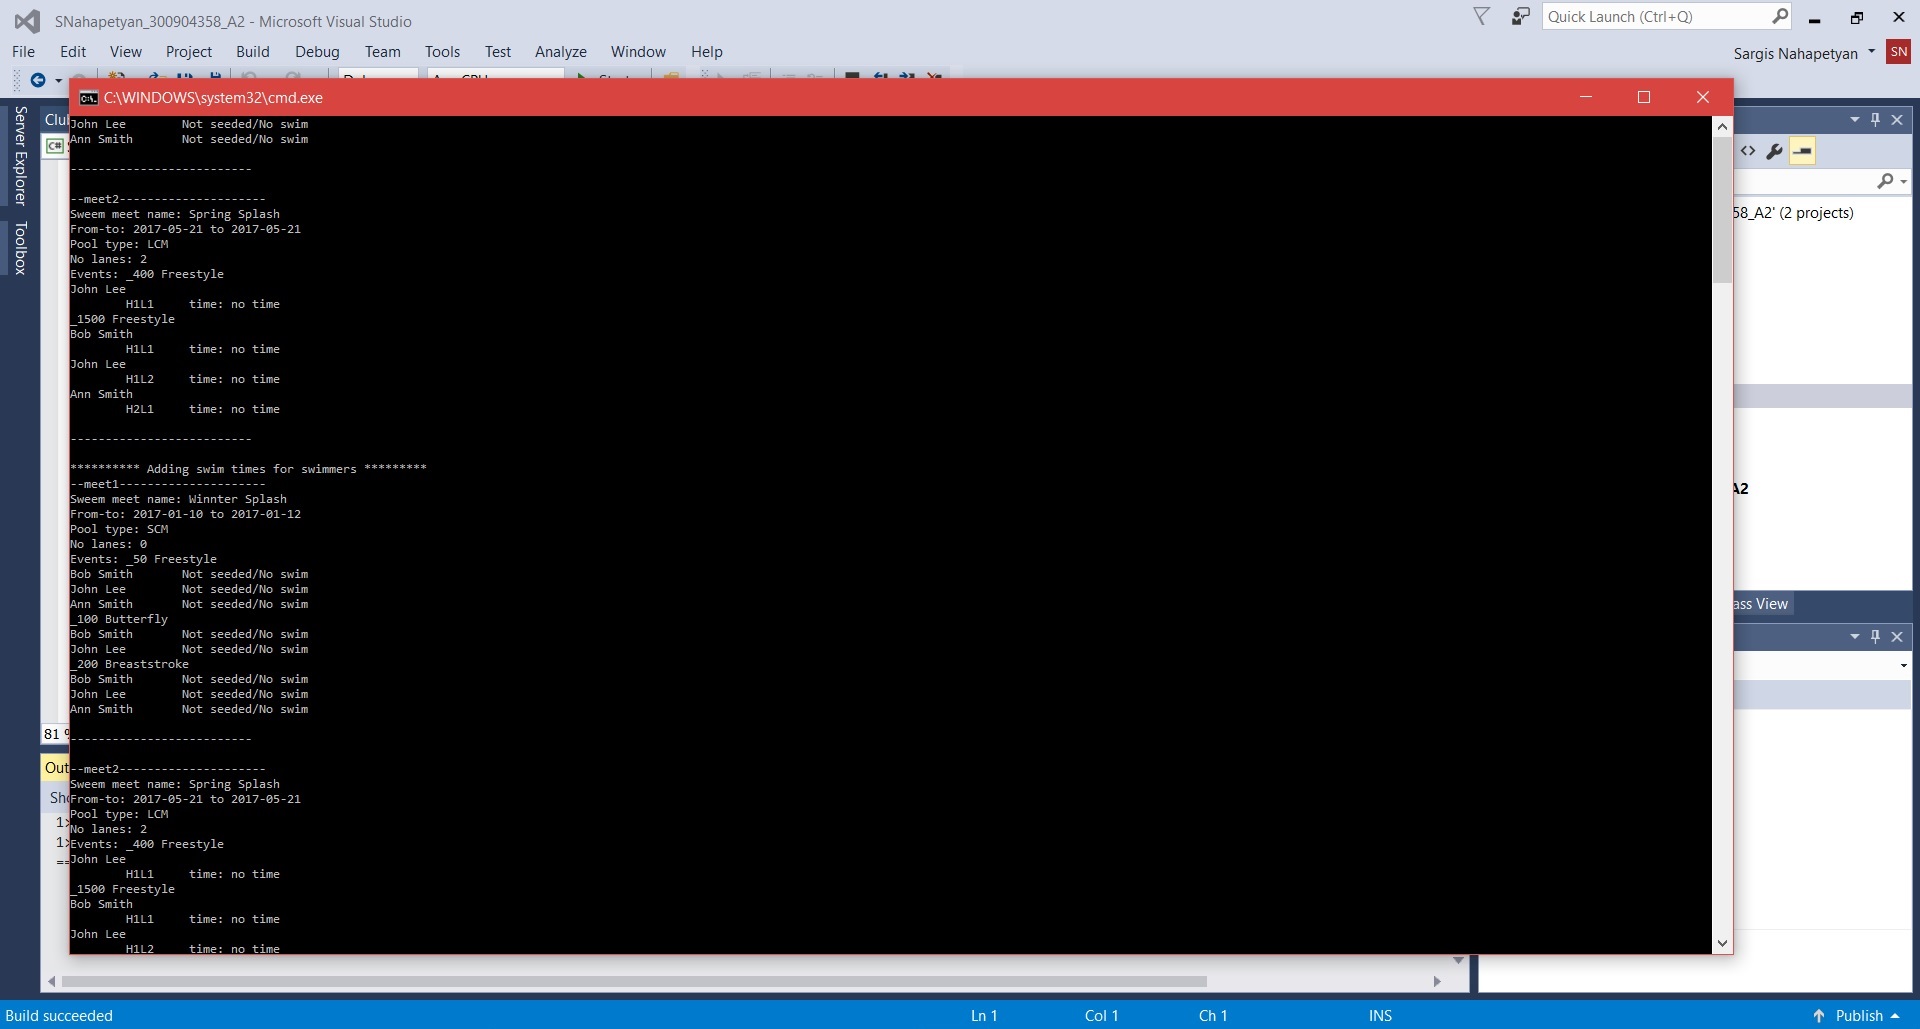 SNahapetyan_300904358_A2 - Microsoft Visual Studio
Quick Launch (Ctrl+Q)
File Edit View Project Build Debug Team Tools Test Analyze Window Help
Sargis Nahapetyan SN
C:\WINDOWS\system32\cmd.exe
Server Explorer
Toolbox
Clu
C#
John Lee Not seeded/No swim
Ann Smith Not seeded/No swim
--------------------------
--meet2---------------------
Sweem meet name: Spring Splash
From-to: 2017-05-21 to 2017-05-21
Pool type: LCM
No lanes: 2
Events: _400 Freestyle
John Lee
H1L1 time: no time
_1500 Freestyle
Bob Smith
H1L1 time: no time
John Lee
H1L2 time: no time
Ann Smith
H2L1 time: no time
--------------------------
********** Adding swim times for swimmers *********
--meet1---------------------
Sweem meet name: Winnter Splash
From-to: 2017-01-10 to 2017-01-12
Pool type: SCM
No lanes: 0
Events: _50 Freestyle
Bob Smith Not seeded/No swim
John Lee Not seeded/No swim
Ann Smith Not seeded/No swim
_100 Butterfly
Bob Smith Not seeded/No swim
John Lee Not seeded/No swim
_200 Breaststroke
Bob Smith Not seeded/No swim
John Lee Not seeded/No swim
Ann Smith Not seeded/No swim
--------------------------
--meet2---------------------
Sweem meet name: Spring Splash
From-to: 2017-05-21 to 2017-05-21
Pool type: LCM
No lanes: 2
Events: _400 Freestyle
John Lee
H1L1 time: no time
_1500 Freestyle
Bob Smith
H1L1 time: no time
John Lee
H1L2 time: no time
58_A2' (2 projects)
A2
ass View
81 %
Out
Sho
1>
1>
==
Build succeeded Ln 1 Col 1 Ch 1 INS Publish